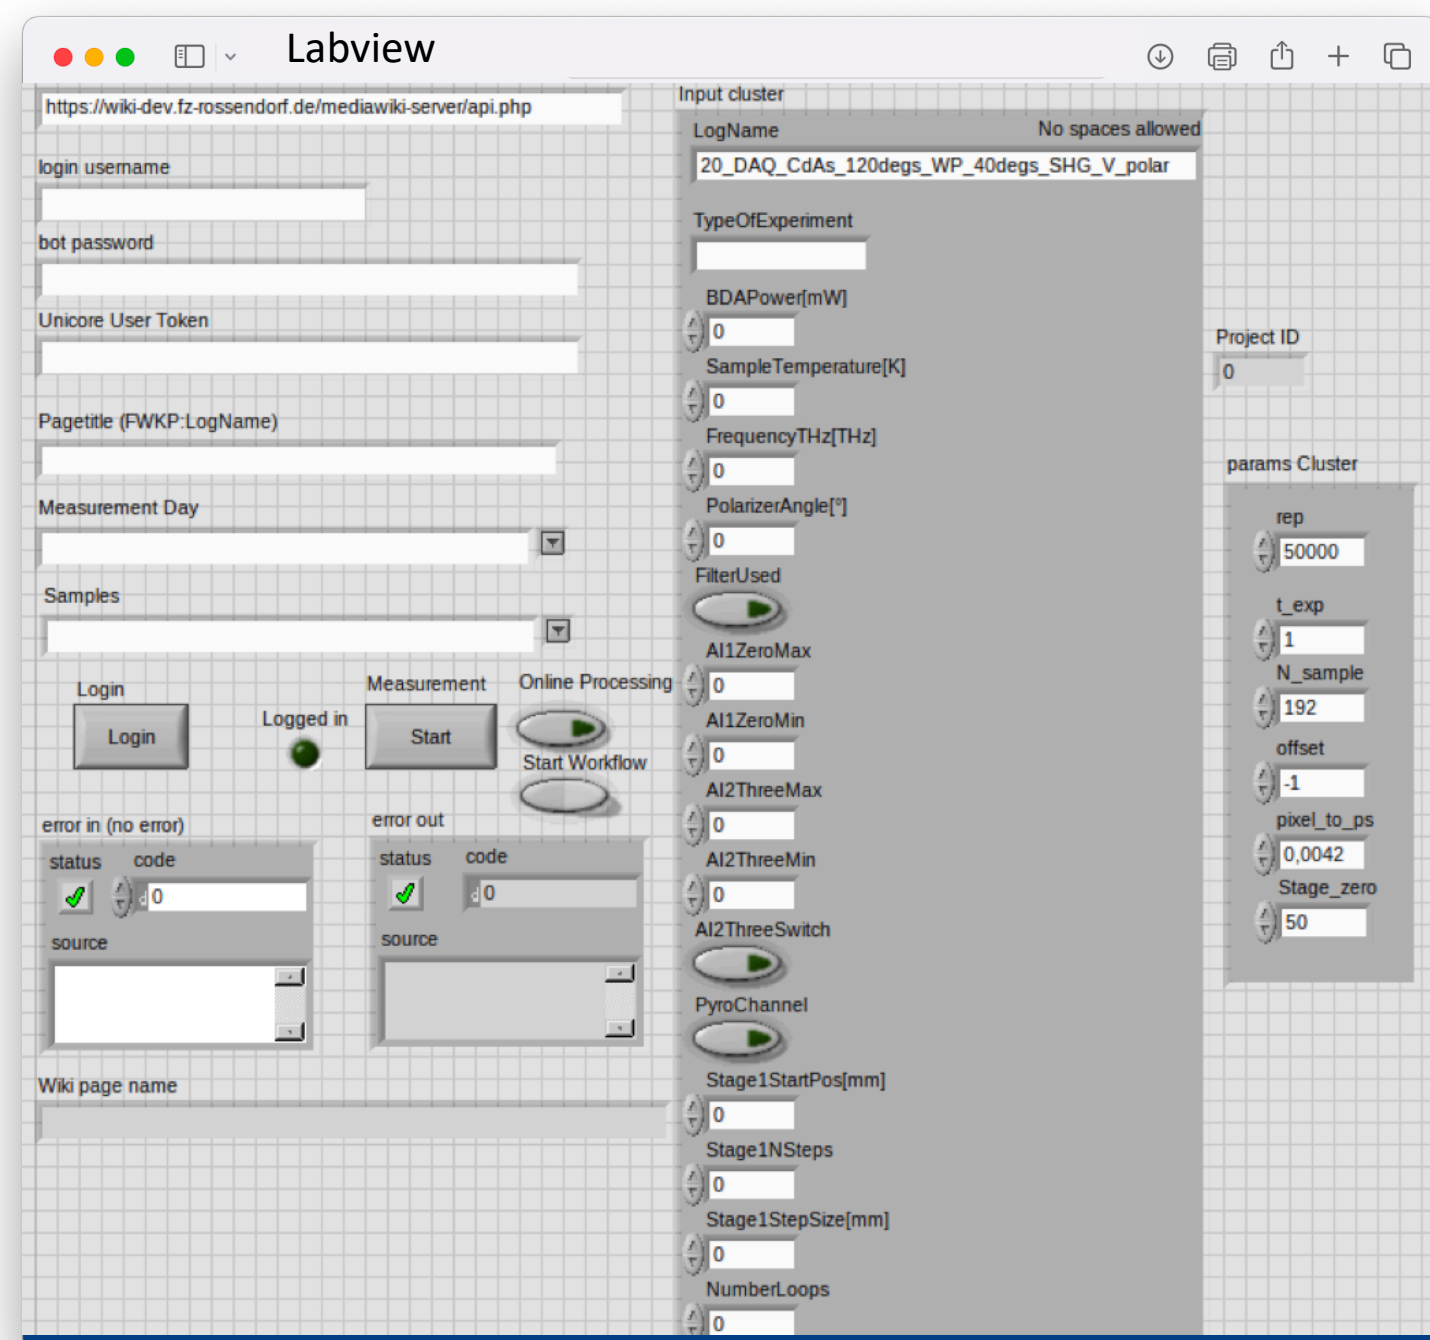 Labview
https://wiki-dev.fz-rossendorf.de/mediawiki-server/api.php
login username
bot password
Unicore User Token
Pagetitle (FWKP:LogName)
Measurement Day
Samples
Login
Login
Logged in
Measurement
Start
Online Processing
Start Workflow
error in (no error)
status code
d 0
source
error out
status code
d 0
source
Wiki page name
Input cluster
LogName No spaces allowed
20_DAQ_CdAs_120degs_WP_40degs_SHG_V_polar
TypeOfExperiment
BDAPower[mW]
0
SampleTemperature[K]
0
FrequencyTHz[THz]
0
PolarizerAngle[°]
0
FilterUsed
AI1ZeroMax
0
AI1ZeroMin
0
AI2ThreeMax
0
AI2ThreeMin
0
AI2ThreeSwitch
PyroChannel
Stage1StartPos[mm]
0
Stage1NSteps
0
Stage1StepSize[mm]
0
NumberLoops
0
Project ID
0
params Cluster
rep
50000
t_exp
1
N_sample
192
offset
-1
pixel_to_ps
0,0042
Stage_zero
50